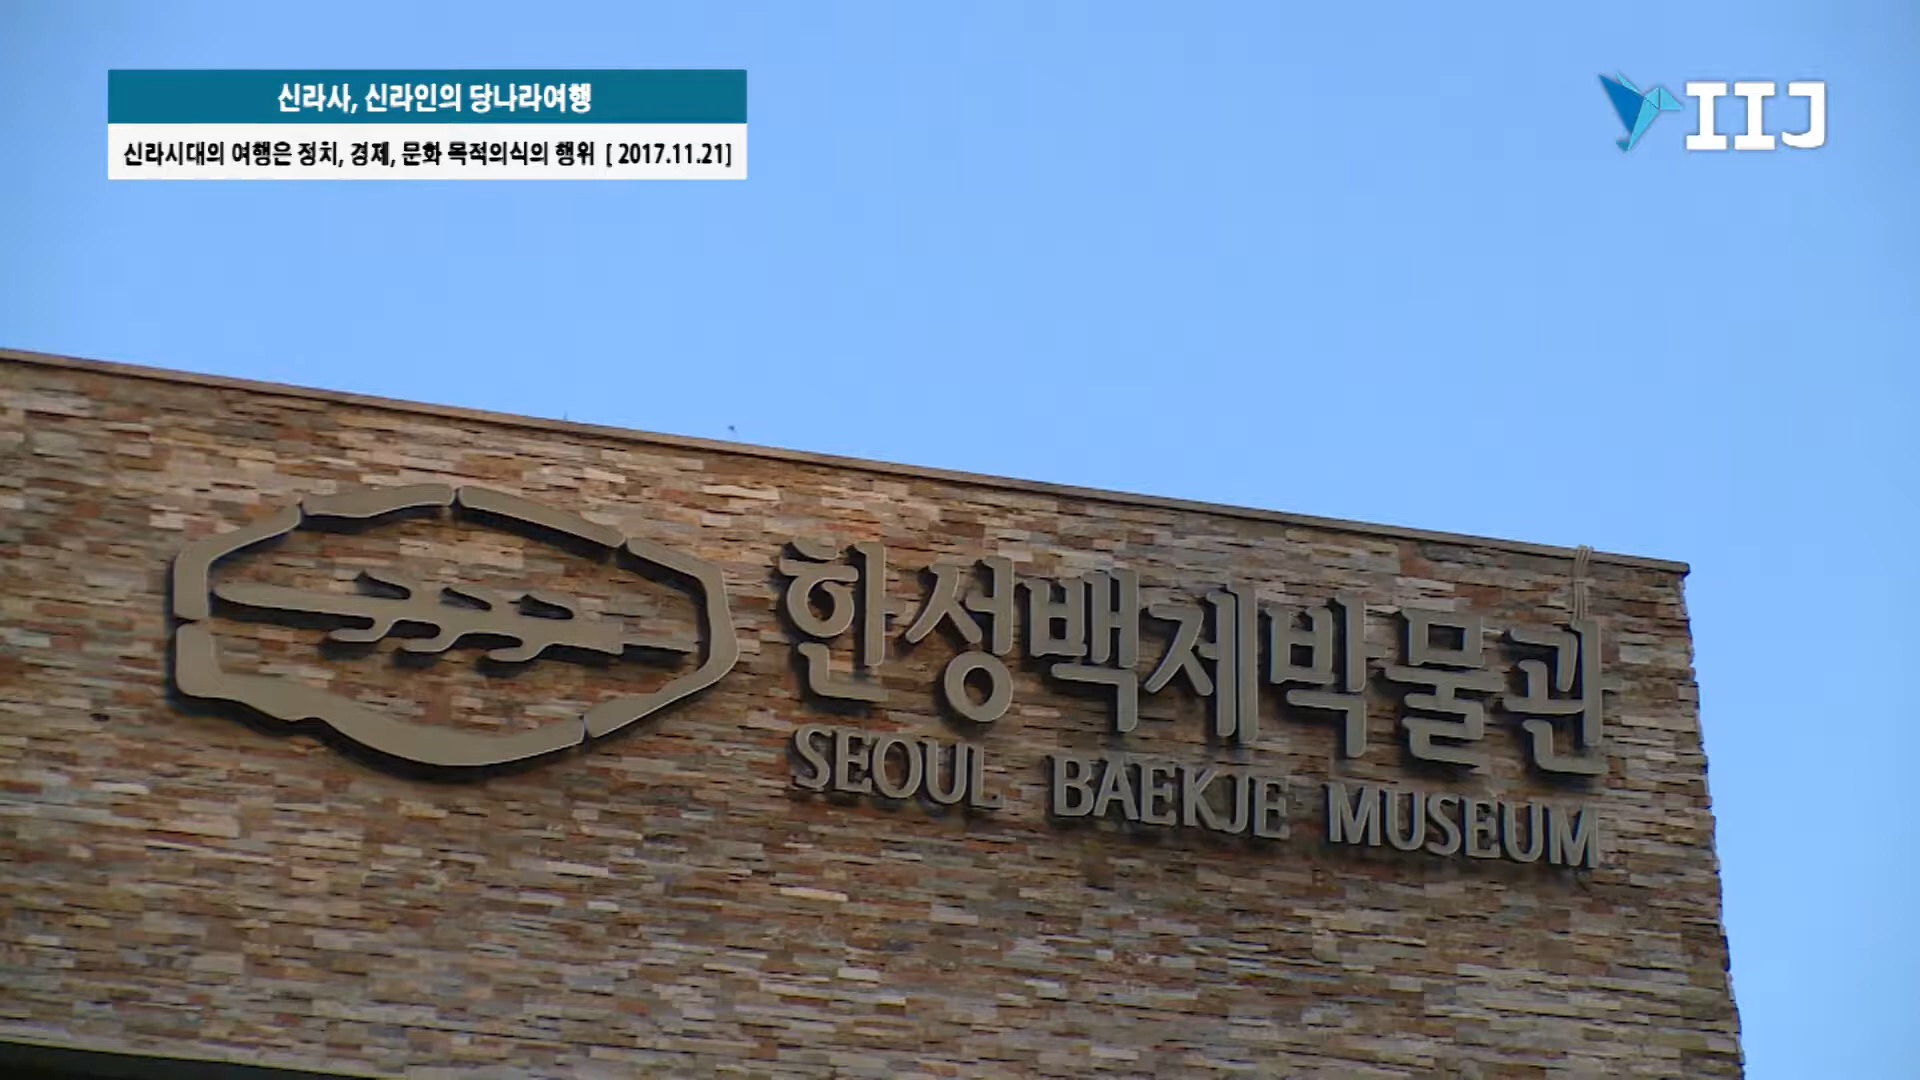 신라사, 신라인의 당나라여행
신라시대의 여행은 정치, 경제, 문화 목적의식의 행위 [ 2017.11.21]
IIJ
한성백제박물관
SEOUL BAEKJE MUSEUM